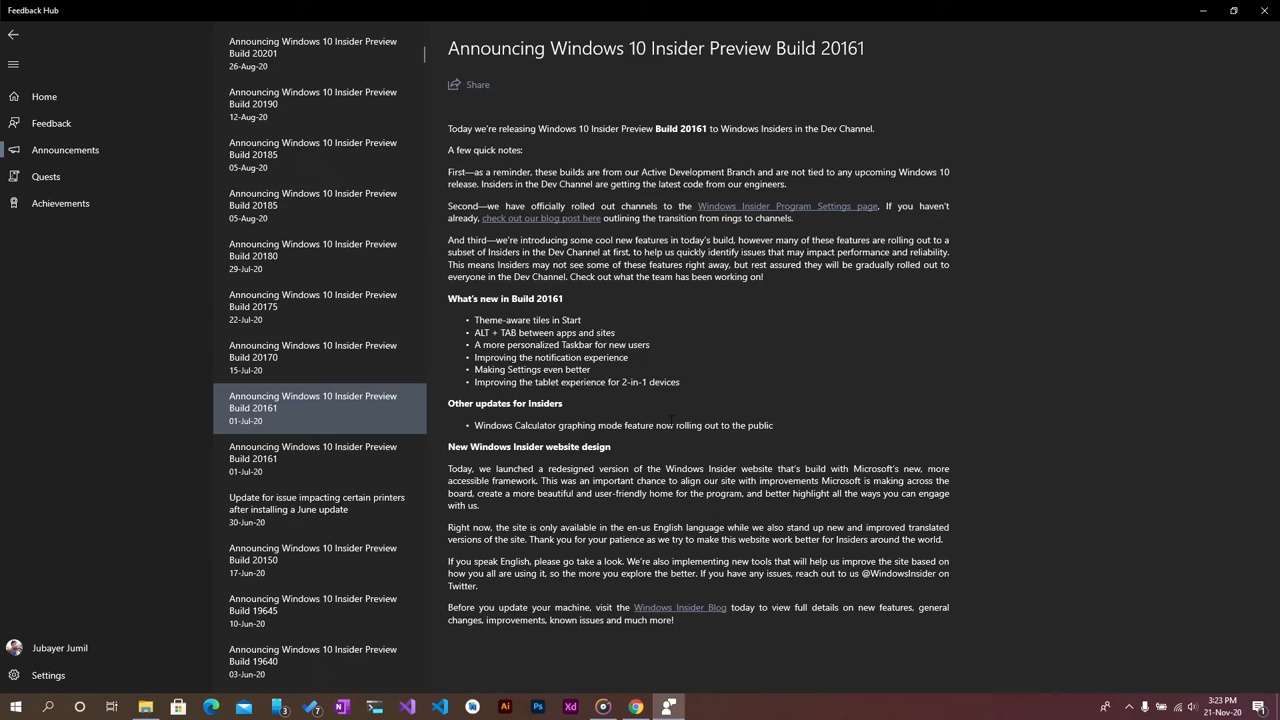 Feedback Hub
Home
Feedback
Announcements
Quests
Achievements
Jubayer Jumil
Settings
Announcing Windows 10 Insider Preview
Build 20201
26-Aug-20
Announcing Windows 10 Insider Preview
Build 20190
12-Aug-20
Announcing Windows 10 Insider Preview
Build 20185
05-Aug-20
Announcing Windows 10 Insider Preview
Build 20185
05-Aug-20
Announcing Windows 10 Insider Preview
Build 20180
29-Jul-20
Announcing Windows 10 Insider Preview
Build 20175
22-Jul-20
Announcing Windows 10 Insider Preview
Build 20170
15-Jul-20
Announcing Windows 10 Insider Preview
Build 20161
01-Jul-20
Announcing Windows 10 Insider Preview
Build 20161
01-Jul-20
Update for issue impacting certain printers
after installing a June update
30-Jun-20
Announcing Windows 10 Insider Preview
Build 20150
17-Jun-20
Announcing Windows 10 Insider Preview
Build 19645
10-Jun-20
Announcing Windows 10 Insider Preview
Build 19640
03-Jun-20
Announcing Windows 10 Insider Preview Build 20161
Share
Today we're releasing Windows 10 Insider Preview Build 20161 to Windows Insiders in the Dev Channel.
A few quick notes:
First—as a reminder, these builds are from our Active Development Branch and are not tied to any upcoming Windows 10
release. Insiders in the Dev Channel are getting the latest code from our engineers.
Second—we have officially rolled out channels to the Windows Insider Program Settings page. If you haven't
already, check out our blog post here outlining the transition from rings to channels.
And third—we're introducing some cool new features in today's build, however many of these features are rolling out to a
subset of Insiders in the Dev Channel at first, to help us quickly identify issues that may impact performance and reliability.
This means Insiders may not see some of these features right away, but rest assured they will be gradually rolled out to
everyone in the Dev Channel. Check out what the team has been working on!
What's new in Build 20161
• Theme-aware tiles in Start
• ALT + TAB between apps and sites
• A more personalized Taskbar for new users
• Improving the notification experience
• Making Settings even better
• Improving the tablet experience for 2-in-1 devices
Other updates for Insiders
• Windows Calculator graphing mode feature now rolling out to the public
New Windows Insider website design
Today, we launched a redesigned version of the Windows Insider website that's build with Microsoft's new, more
accessible framework. This was an important chance to align our site with improvements Microsoft is making across the
board, create a more beautiful and user-friendly home for the program, and better highlight all the ways you can engage
with us.
Right now, the site is only available in the en-us English language while we also stand up new and improved translated
versions of the site. Thank you for your patience as we try to make this website work better for Insiders around the world.
If you speak English, please go take a look. We're also implementing new tools that will help us improve the site based on
how you all are using it, so the more you explore the better. If you have any issues, reach out to us @WindowsInsider on
Twitter.
Before you update your machine, visit the Windows Insider Blog today to view full details on new features, general
changes, improvements, known issues and much more!
3
7
Ai
Ps
Xd
3:23 PM
21-Nov-20